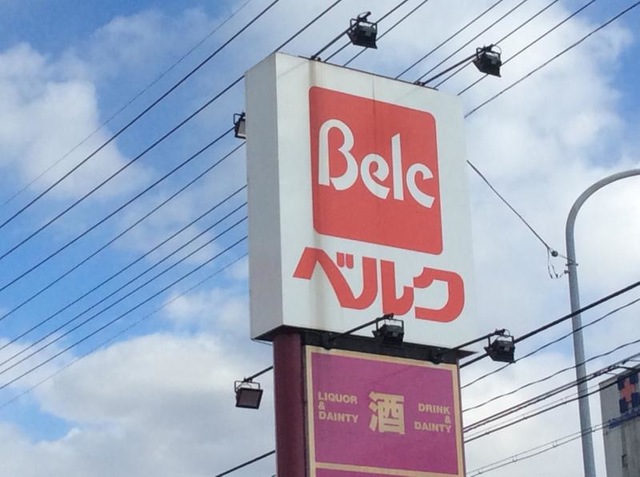 Belc
ベルク
LIQUOR
&
DAINTY
酒
DRINK
&
DAINTY